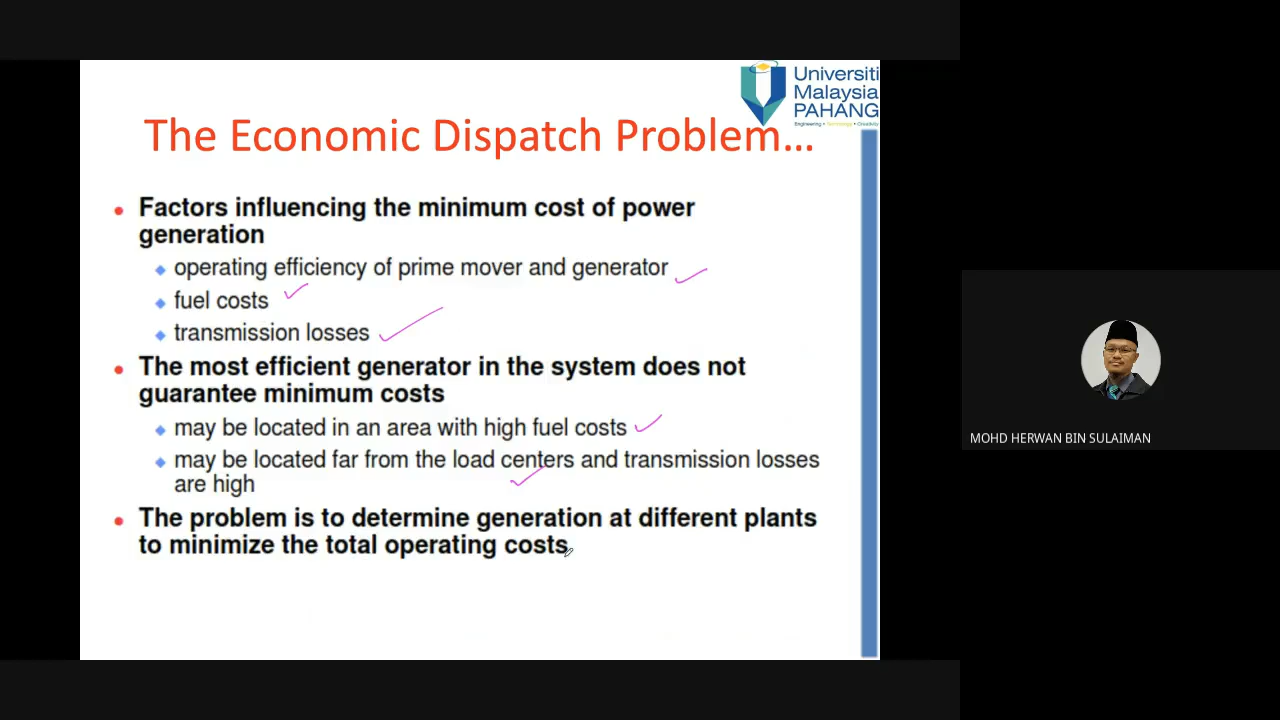 Universiti
Malaysia
PAHANG
Engineering • Technology • Creativity
The Economic Dispatch Problem...
Factors influencing the minimum cost of power
generation
operating efficiency of prime mover and generator
fuel costs
transmission losses
The most efficient generator in the system does not
guarantee minimum costs
may be located in an area with high fuel costs
may be located far from the load centers and transmission losses
are high
The problem is to determine generation at different plants
to minimize the total operating costs
MOHD HERWAN BIN SULAIMAN